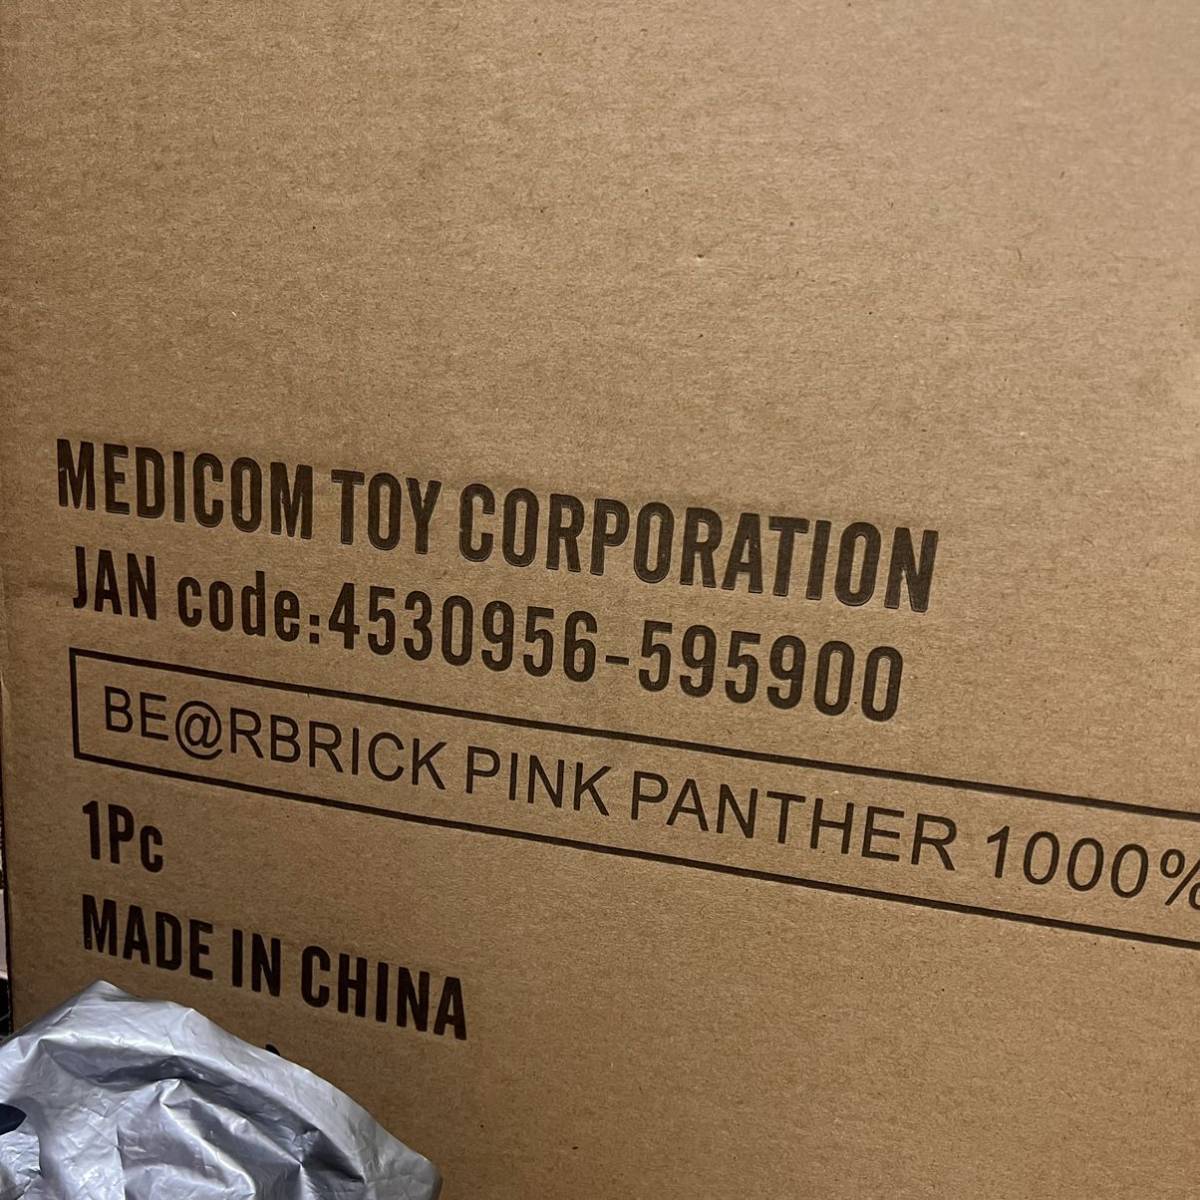 MEDICOM TOY CORPORATION
JAN code:4530956-595900
BE@RBRICK PINK PANTHER 1000%
1Pc
MADE IN CHINA